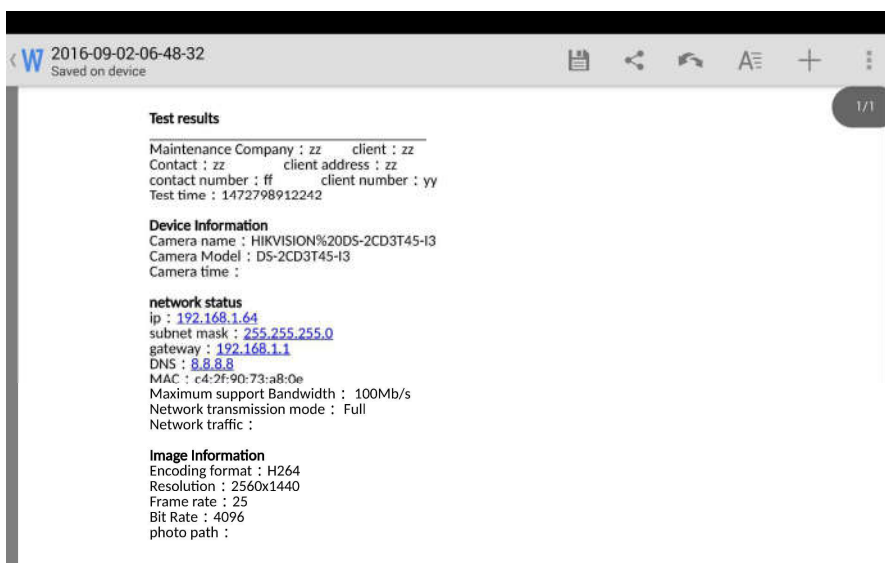 2016-09-02-06-48-32
Saved on device
1/1
Test results
Maintenance Company：zz client：zz
Contact：zz client address：zz
contact number：ff client number：yy
Test time：1472798912242
Device Information
Camera name：HIKVISION%20DS-2CD3T45-I3
Camera Model：DS-2CD3T45-I3
Camera time：
network status
ip：192.168.1.64
subnet mask：255.255.255.0
gateway：192.168.1.1
DNS：8.8.8.8
MAC：c4:2f:90:73:a8:0e
Maximum support Bandwidth： 100Mb/s
Network transmission mode： Full
Network traffic：
Image Information
Encoding format：H264
Resolution：2560x1440
Frame rate：25
Bit Rate：4096
photo path：